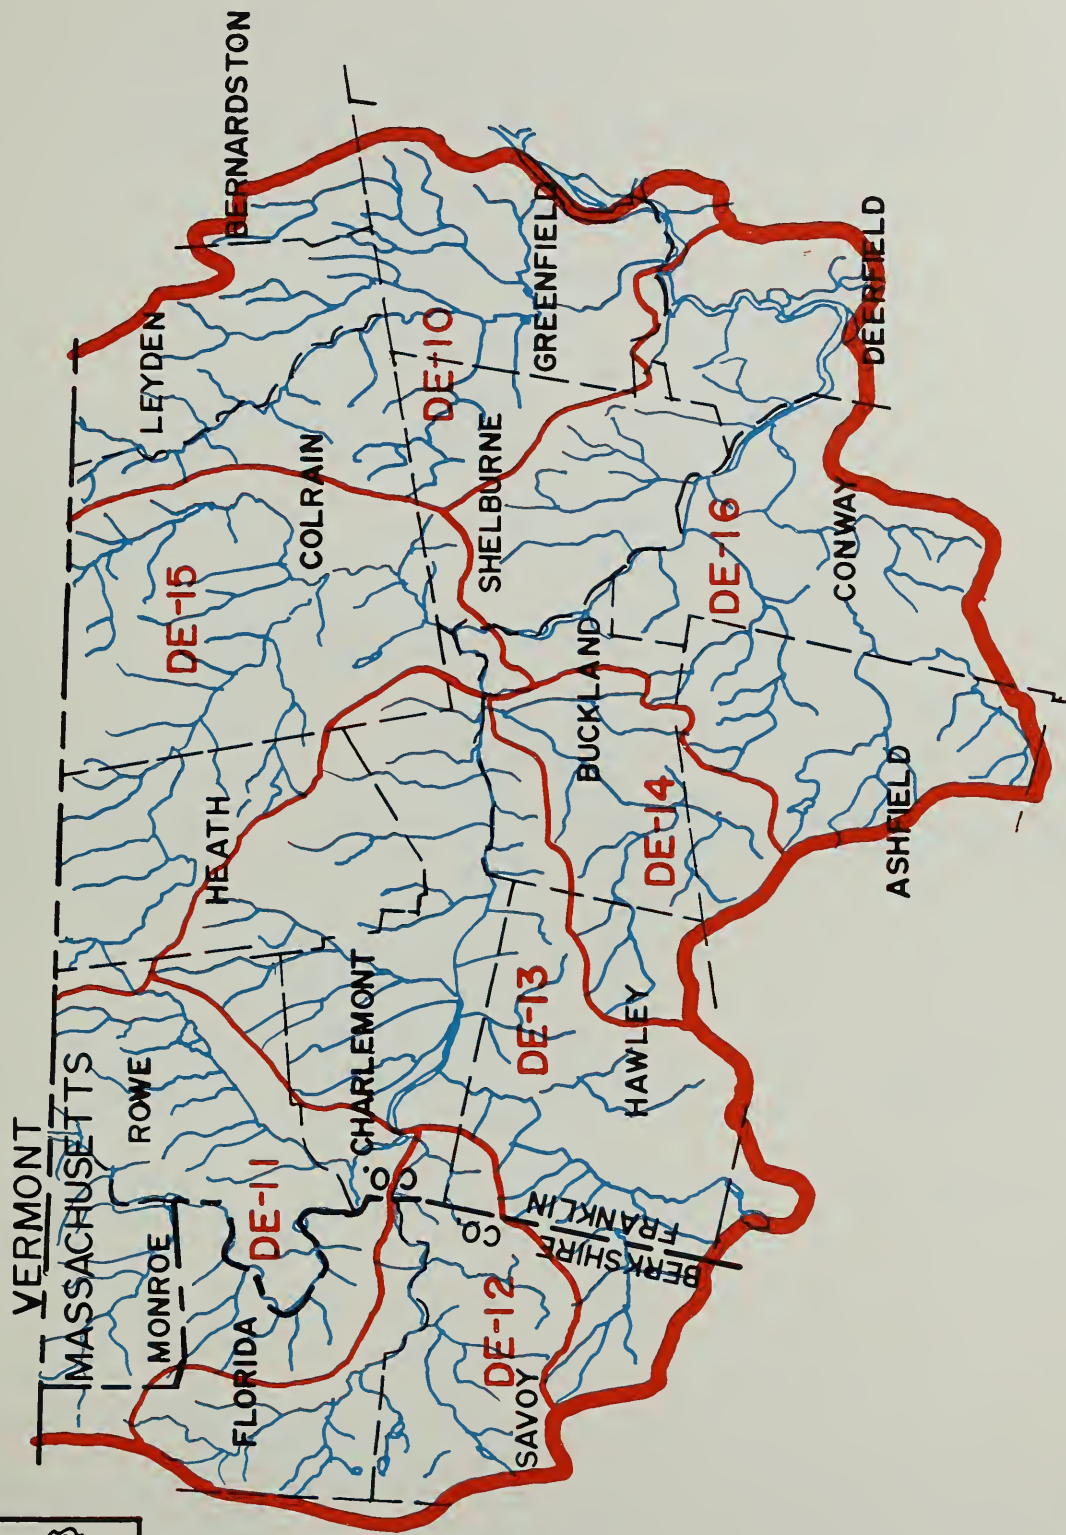 VERMONT
MASSACHUSETTS
MONROE
ROWE
HEATH
DE-15
COLRAIN
LEYDEN
BERNARDSTON
FLORIDA
DE-11
CHARLEMONT
SHELBURNE
DE-10
GREENFIELD
CO.
CO.
BERKSHIRE
FRANKLIN
SAVOY
DE-12
DE-13
HAWLEY
DE-14
BUCKLAND
DE-16
ASHFIELD
CONWAY
DEERFIELD